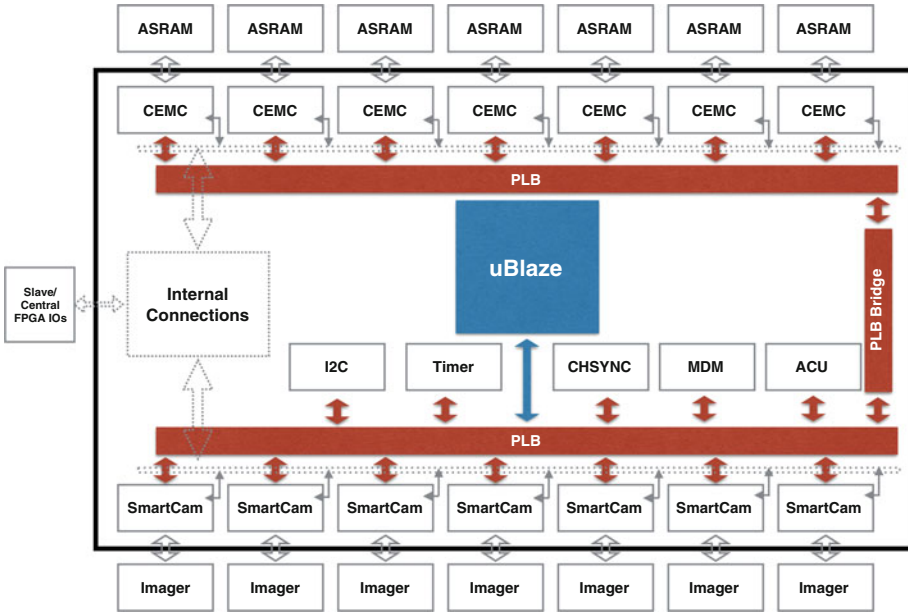 ASRAM ASRAM ASRAM ASRAM ASRAM ASRAM ASRAM
CEMC CEMC CEMC CEMC CEMC CEMC CEMC
PLB
uBlaze
PLB Bridge
Slave/
Central
FPGA IOs
Internal
Connections
I2C Timer CHSYNC MDM ACU
PLB
SmartCam SmartCam SmartCam SmartCam SmartCam SmartCam SmartCam
Imager Imager Imager Imager Imager Imager Imager